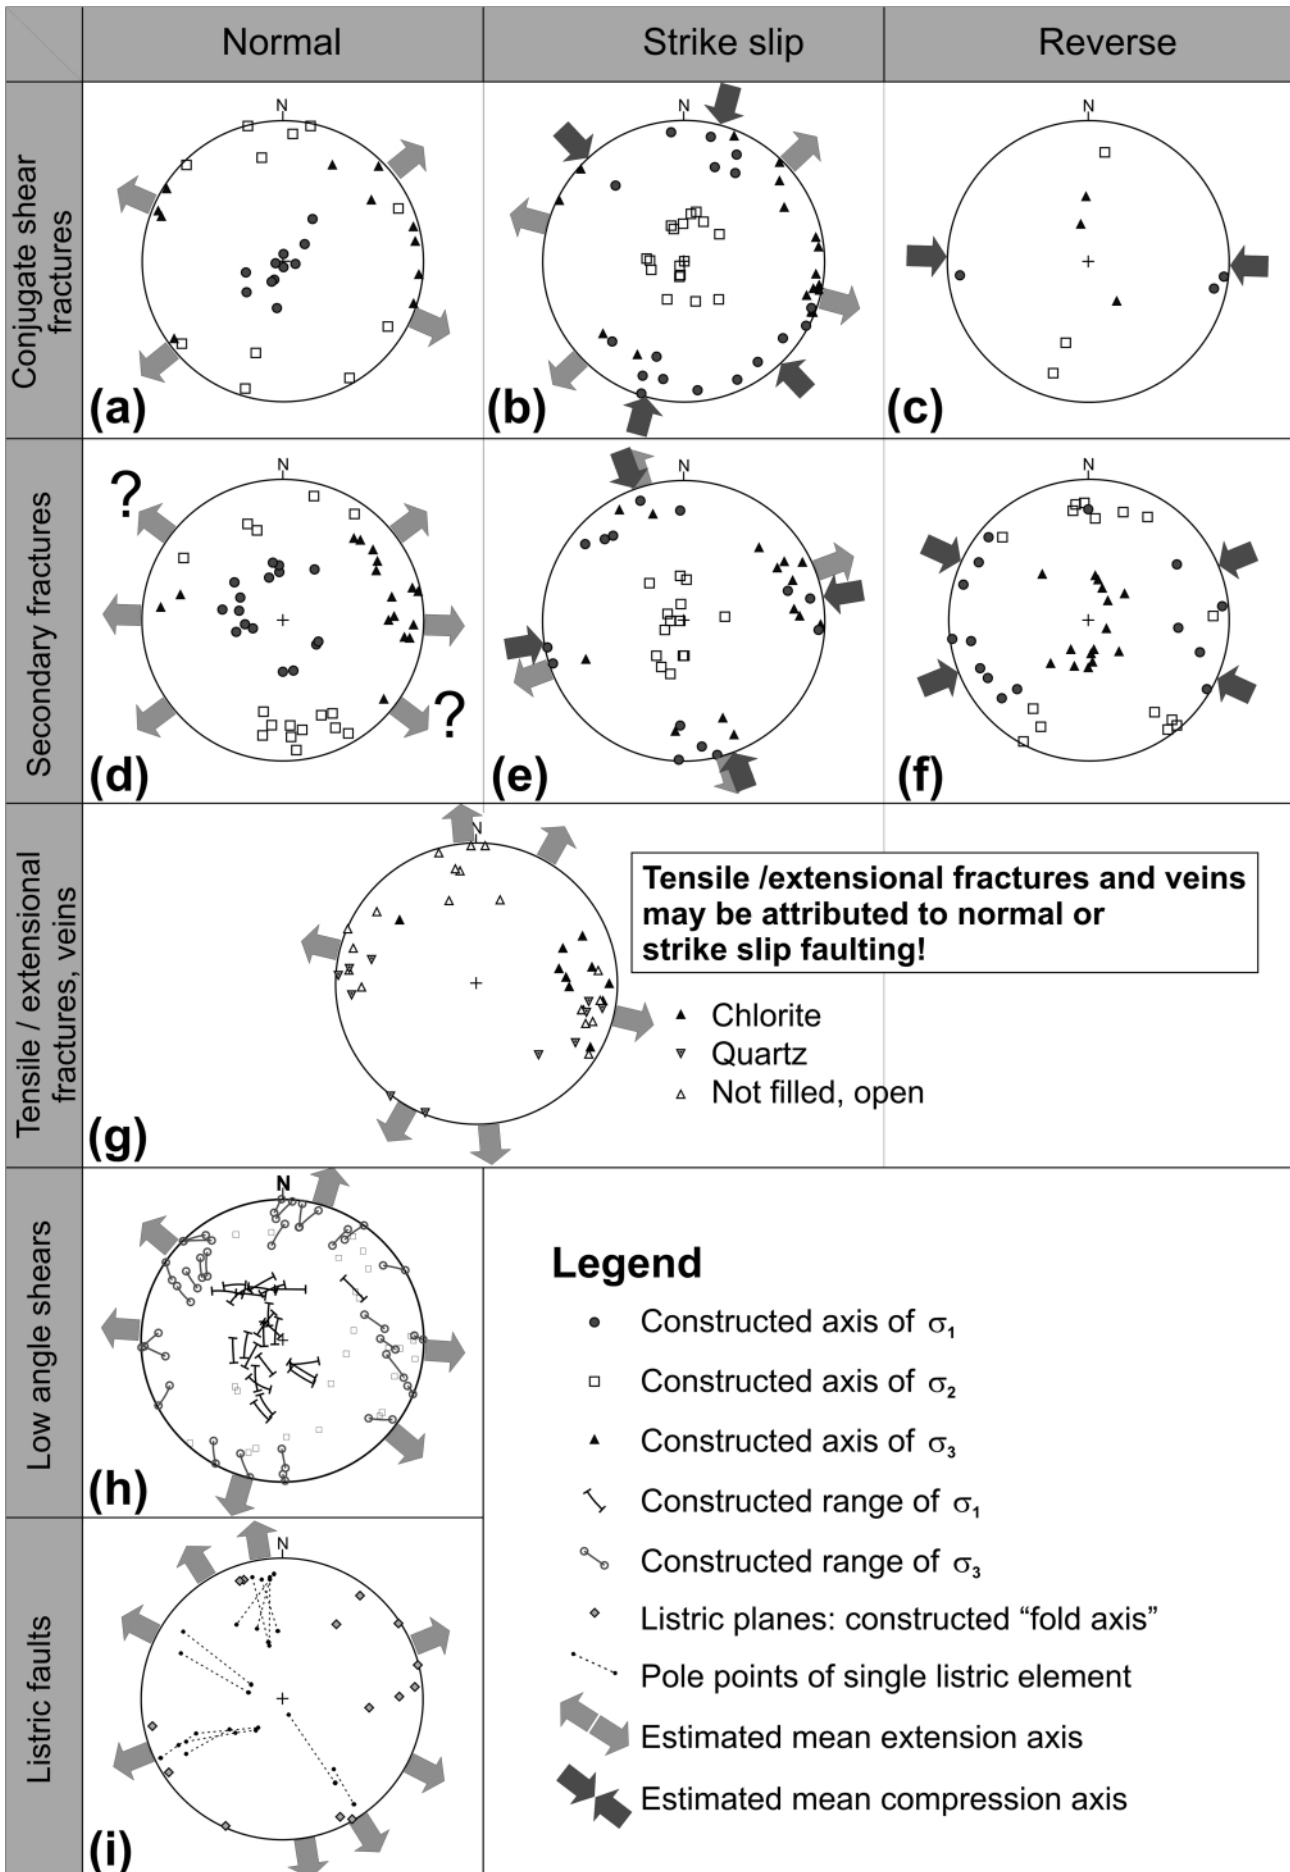 Normal
Strike slip
Reverse
Conjugate shear
fractures
N
(a)
N
(b)
N
(c)
Secondary fractures
?
N
?
(d)
N
(e)
N
(f)
Tensile / extensional
fractures, veins
N
Tensile /extensional fractures and veins
may be attributed to normal or
strike slip faulting!
Chlorite
Quartz
Not filled, open
(g)
Low angle shears
N
(h)
Legend
Constructed axis of σ1
Constructed axis of σ2
Constructed axis of σ3
Constructed range of σ1
Constructed range of σ3
Listric planes: constructed “fold axis”
Pole points of single listric element
Estimated mean extension axis
Estimated mean compression axis
Listric faults
N
(i)